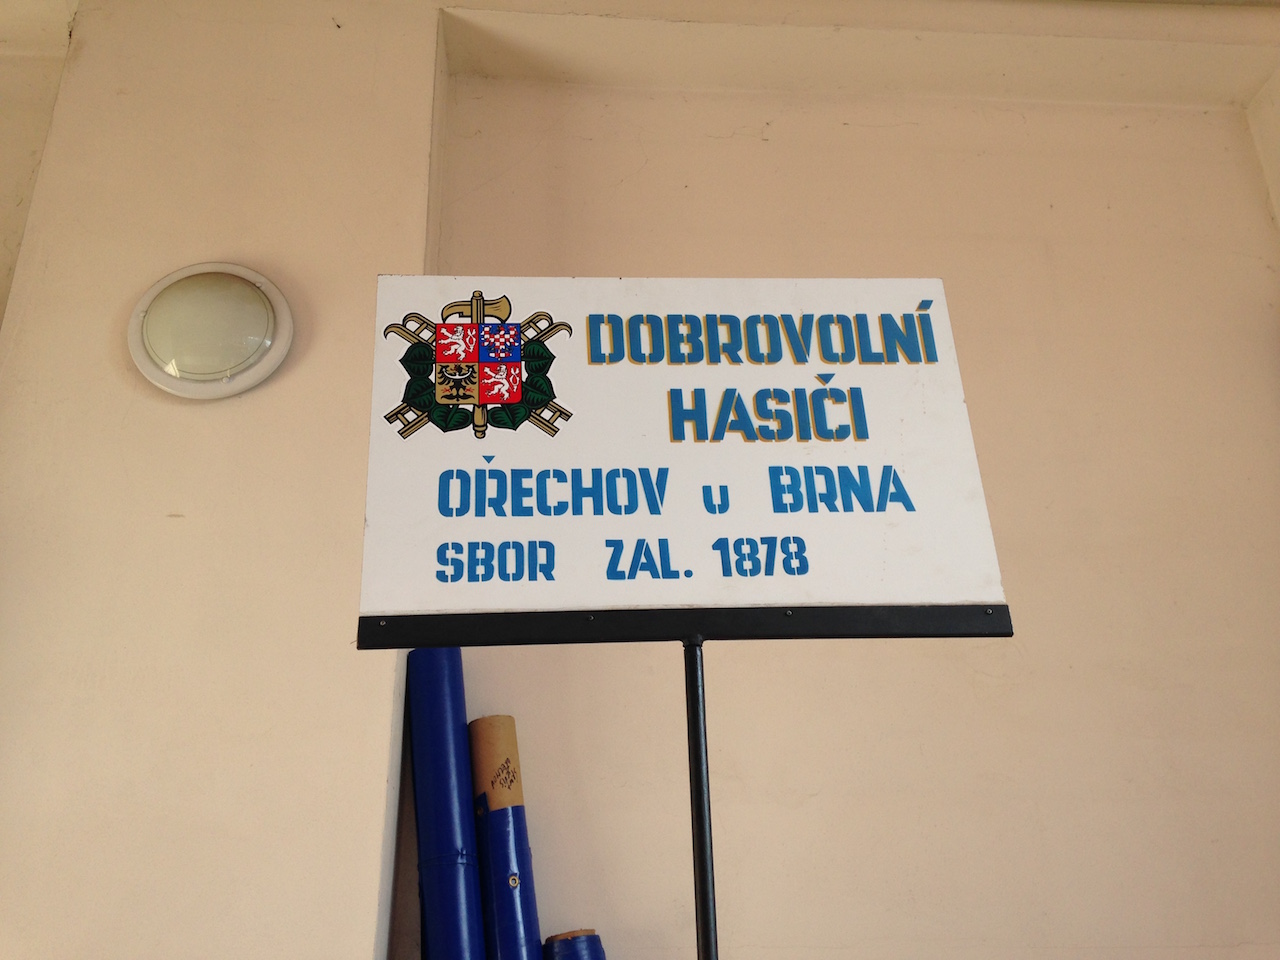 DOBROVOLNÍ
HASIČI
OŘECHOV u BRNA
SBOR ZAL. 1878